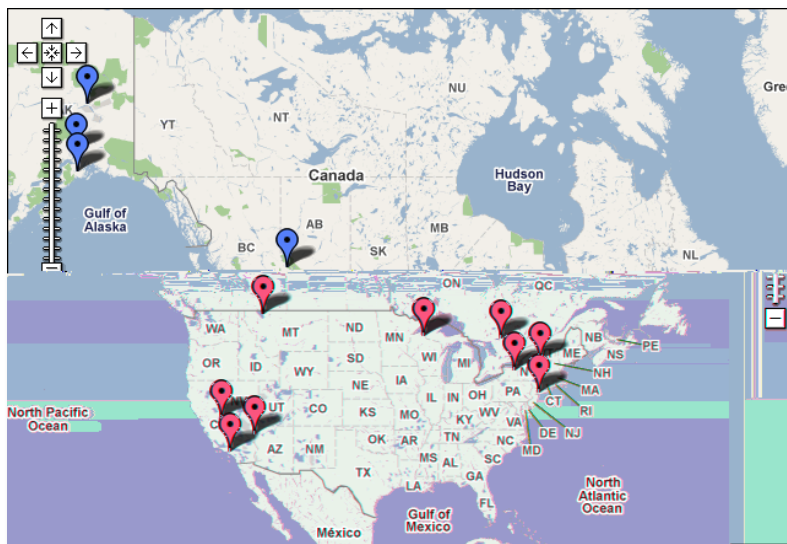 NU
Gree
K
YT
NT
Canada
Hudson
Bay
Gulf of
Alaska
BC
AB
SK
MB
NL
ON
QC
WA
MT
ND
MN
NB
PE
NS
ME
OR
ID
SD
WI
MI
NH
WY
N
MA
NE
IA
PA
CT
RI
IL
IN
OH
UT
CO
KS
MO
WV
VA
NJ
DE
MD
KY
North Pacific
Ocean
C
AZ
NM
OK
AR
TN
NC
SC
MS
AL
GA
TX
LA
FL
North
Atlantic
Ocean
Gulf of
Mexico
México